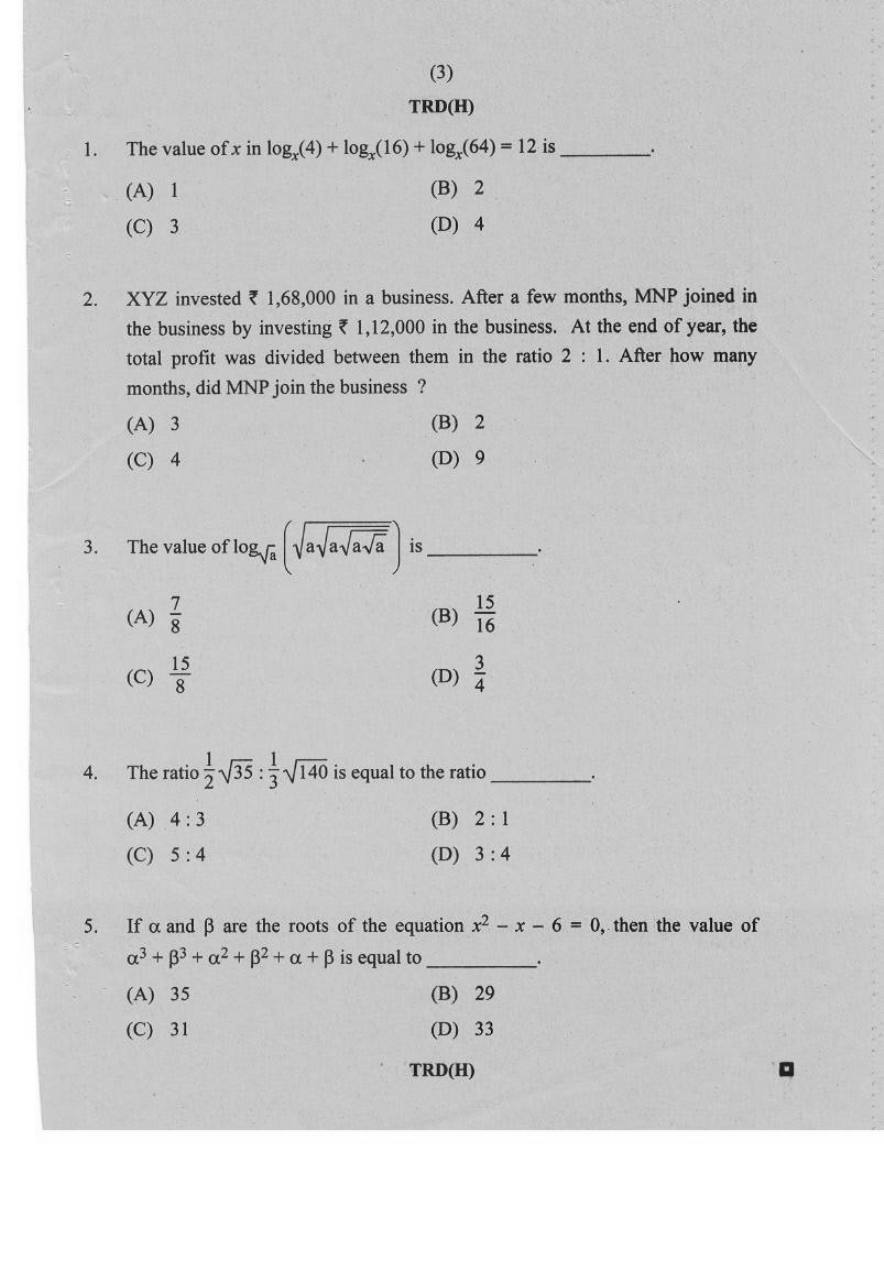 (3)
TRD(H)
1. The value of x in logₓ(4) + logₓ(16) + logₓ(64) = 12 is ________.
(A) 1 (B) 2
(C) 3 (D) 4
2. XYZ invested ₹ 1,68,000 in a business. After a few months, MNP joined in
the business by investing ₹ 1,12,000 in the business. At the end of year, the
total profit was divided between them in the ratio 2 : 1. After how many
months, did MNP join the business ?
(A) 3 (B) 2
(C) 4 (D) 9
3. The value of log_√a (√(a√(a√(a√a)))) is ________.
(A) 7/8 (B) 15/16
(C) 15/8 (D) 3/4
4. The ratio 1/2 √35 : 1/3 √140 is equal to the ratio ________.
(A) 4 : 3 (B) 2 : 1
(C) 5 : 4 (D) 3 : 4
5. If α and β are the roots of the equation x² – x – 6 = 0, then the value of
α³ + β³ + α² + β² + α + β is equal to ________.
(A) 35 (B) 29
(C) 31 (D) 33
TRD(H)